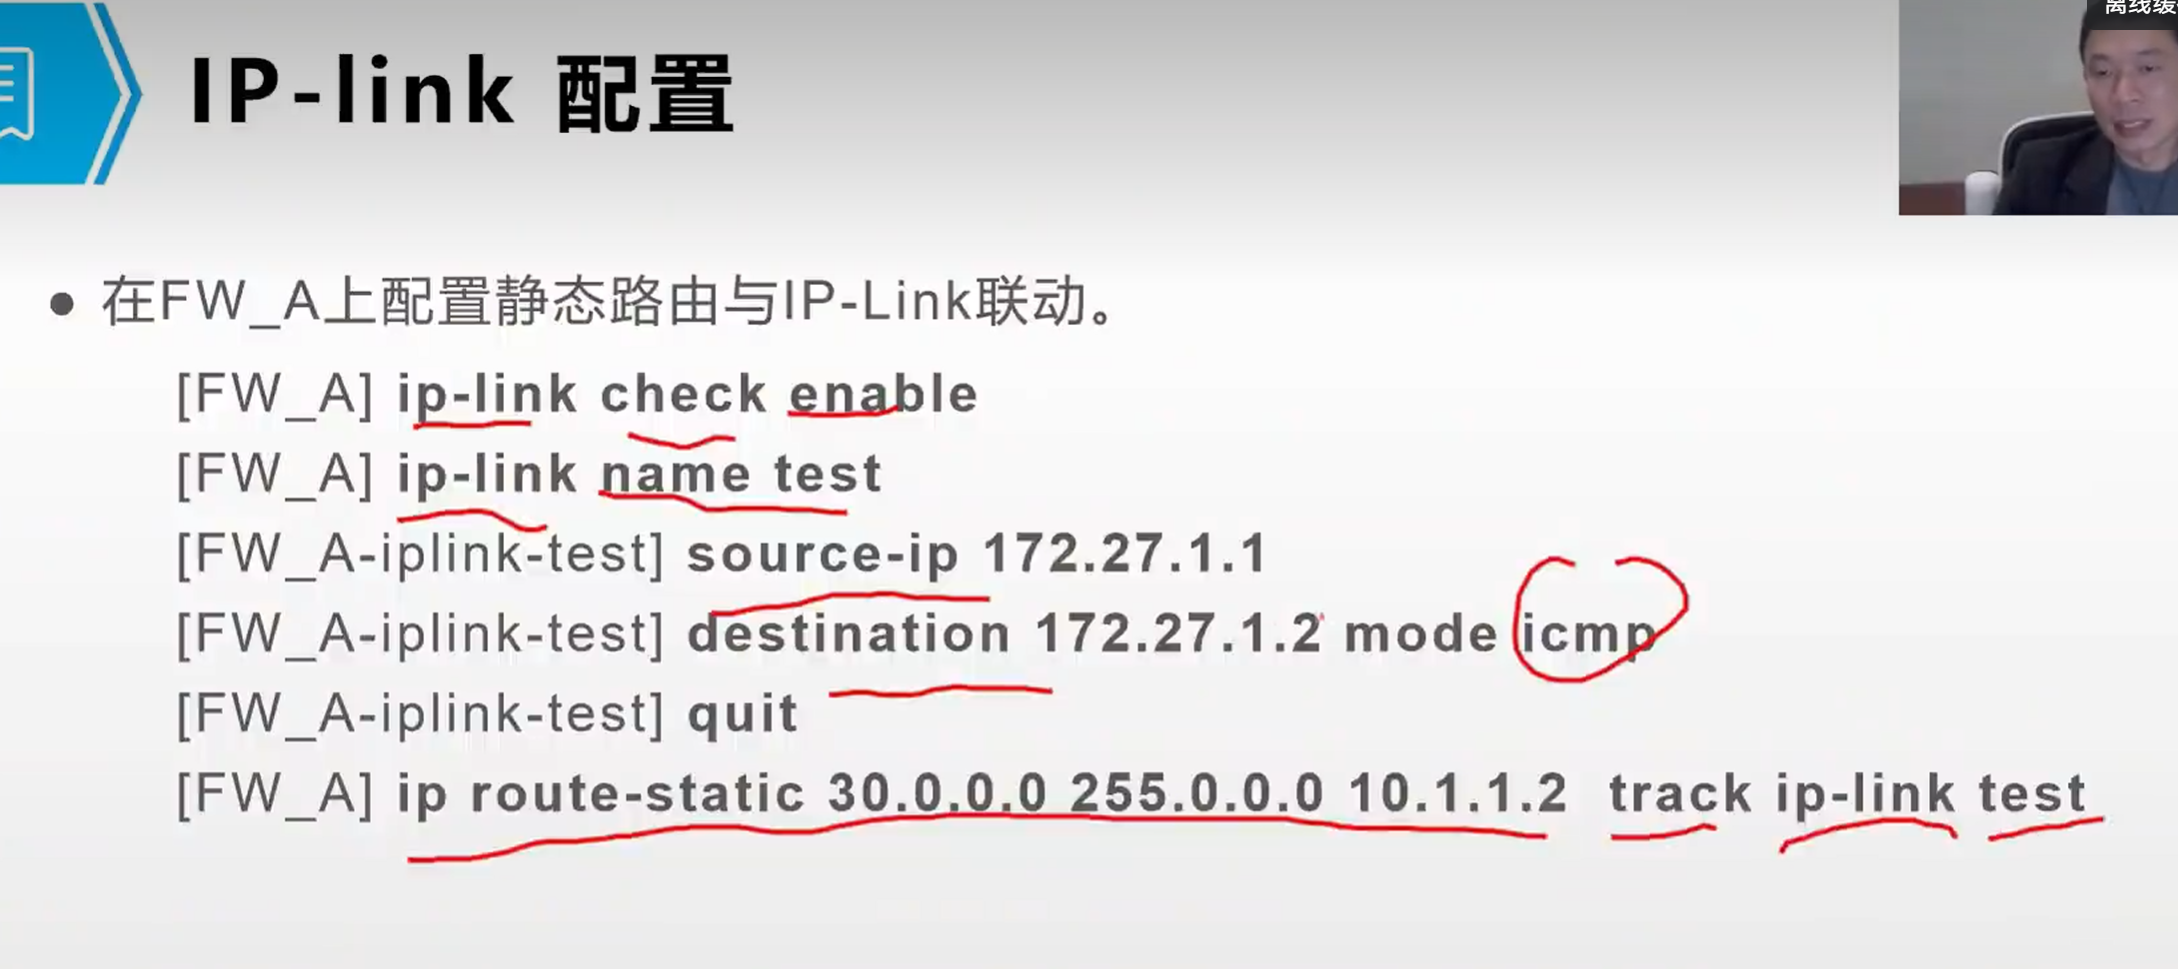 离线缓
IP-link 配置
在FW_A上配置静态路由与IP-Link联动。
[FW_A] ip-link check enable
[FW_A] ip-link name test
[FW_A-iplink-test] source-ip 172.27.1.1
[FW_A-iplink-test] destination 172.27.1.2 mode icmp
[FW_A-iplink-test] quit
[FW_A] ip route-static 30.0.0.0 255.0.0.0 10.1.1.2 track ip-link test